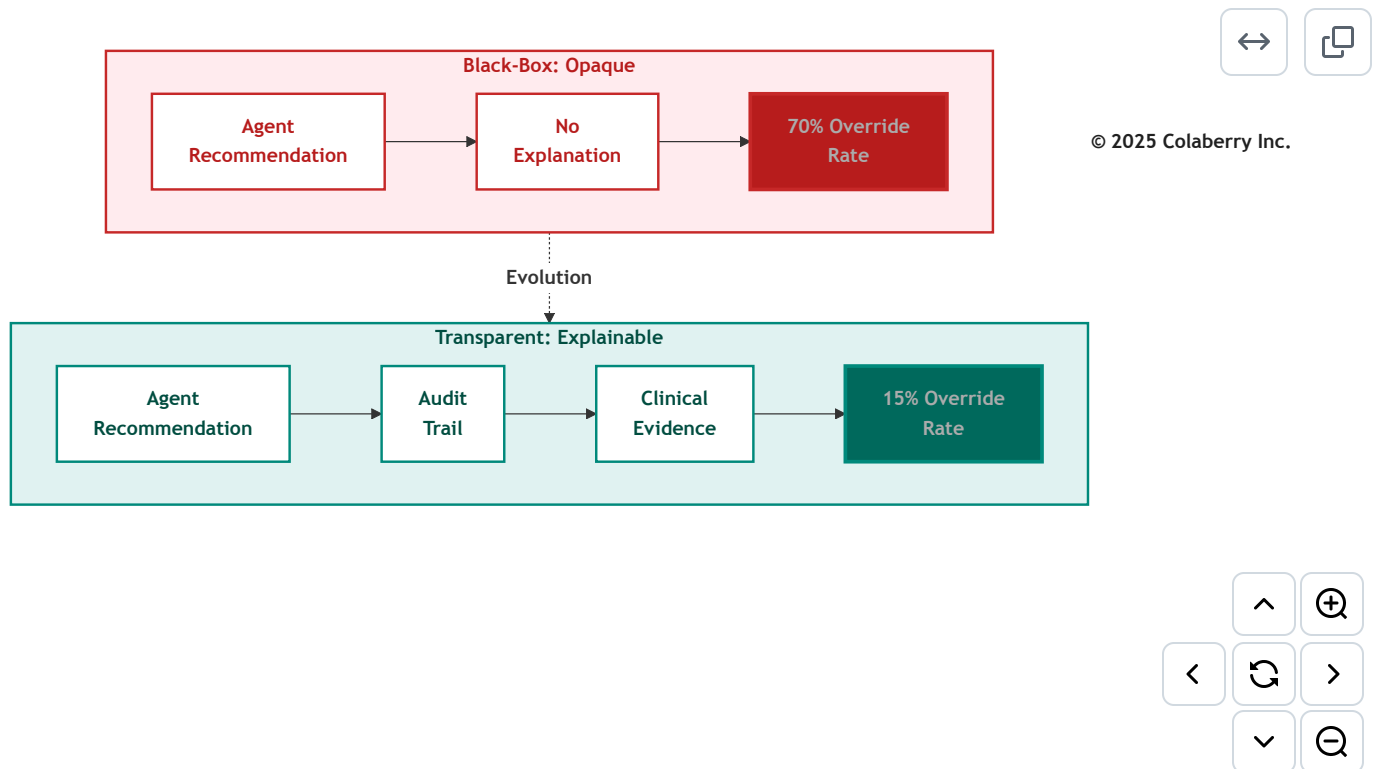 Black-Box: Opaque
Agent
Recommendation
No
Explanation
70% Override
Rate
© 2025 Colaberry Inc.
Evolution
Transparent: Explainable
Agent
Recommendation
Audit
Trail
Clinical
Evidence
15% Override
Rate